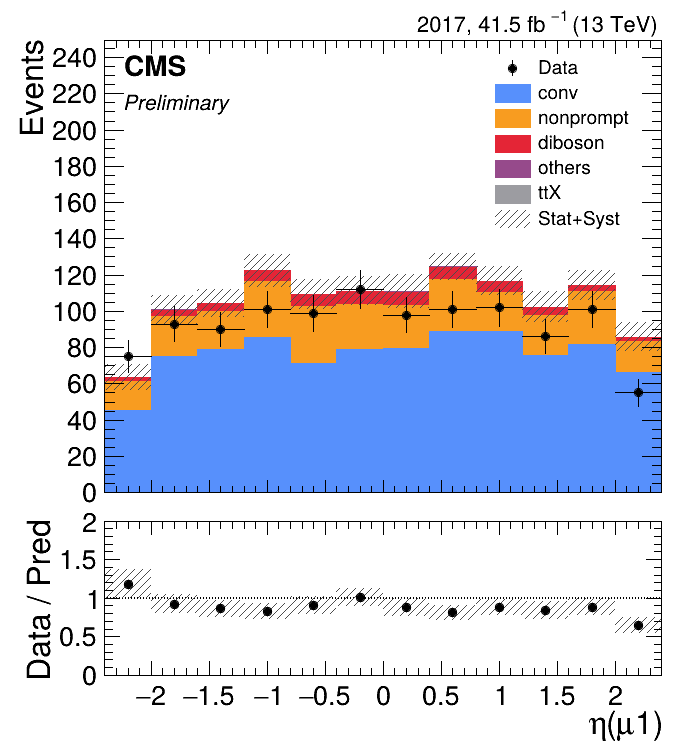 2017, 41.5 fb⁻¹ (13 TeV)
CMS
Preliminary
Events
240
220
200
180
160
140
120
100
80
60
40
20
0
Data
conv
nonprompt
diboson
others
ttX
Stat+Syst
Data / Pred
2
1.5
1
0.5
0
−2 −1.5 −1 −0.5 0 0.5 1 1.5 2
η(μ1)